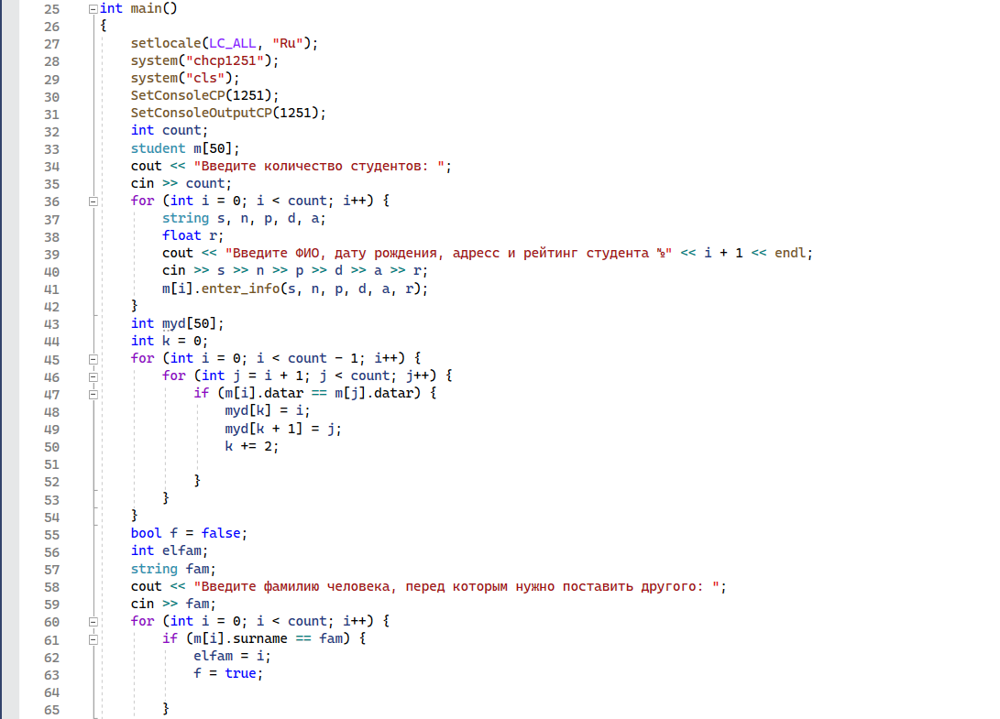 25 int main()
26 {
27 setlocale(LC_ALL, "Ru");
28 system("chcp1251");
29 system("cls");
30 SetConsoleCP(1251);
31 SetConsoleOutputCP(1251);
32 int count;
33 student m[50];
34 cout << "Введите количество студентов: ";
35 cin >> count;
36 for (int i = 0; i < count; i++) {
37 string s, n, p, d, a;
38 float r;
39 cout << "Введите ФИО, дату рождения, адресс и рейтинг студента №" << i + 1 << endl;
40 cin >> s >> n >> p >> d >> a >> r;
41 m[i].enter_info(s, n, p, d, a, r);
42 }
43 int myd[50];
44 int k = 0;
45 for (int i = 0; i < count - 1; i++) {
46 for (int j = i + 1; j < count; j++) {
47 if (m[i].datar == m[j].datar) {
48 myd[k] = i;
49 myd[k + 1] = j;
50 k += 2;
51
52 }
53 }
54 }
55 bool f = false;
56 int elfam;
57 string fam;
58 cout << "Введите фамилию человека, перед которым нужно поставить другого: ";
59 cin >> fam;
60 for (int i = 0; i < count; i++) {
61 if (m[i].surname == fam) {
62 elfam = i;
63 f = true;
64
65 }